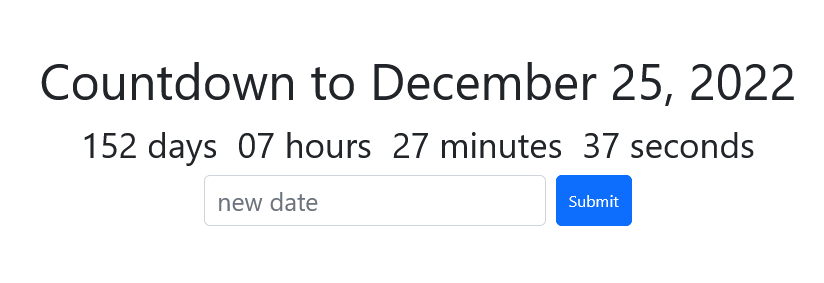 Countdown to December 25, 2022
152 days 07 hours 27 minutes 37 seconds
new date Submit